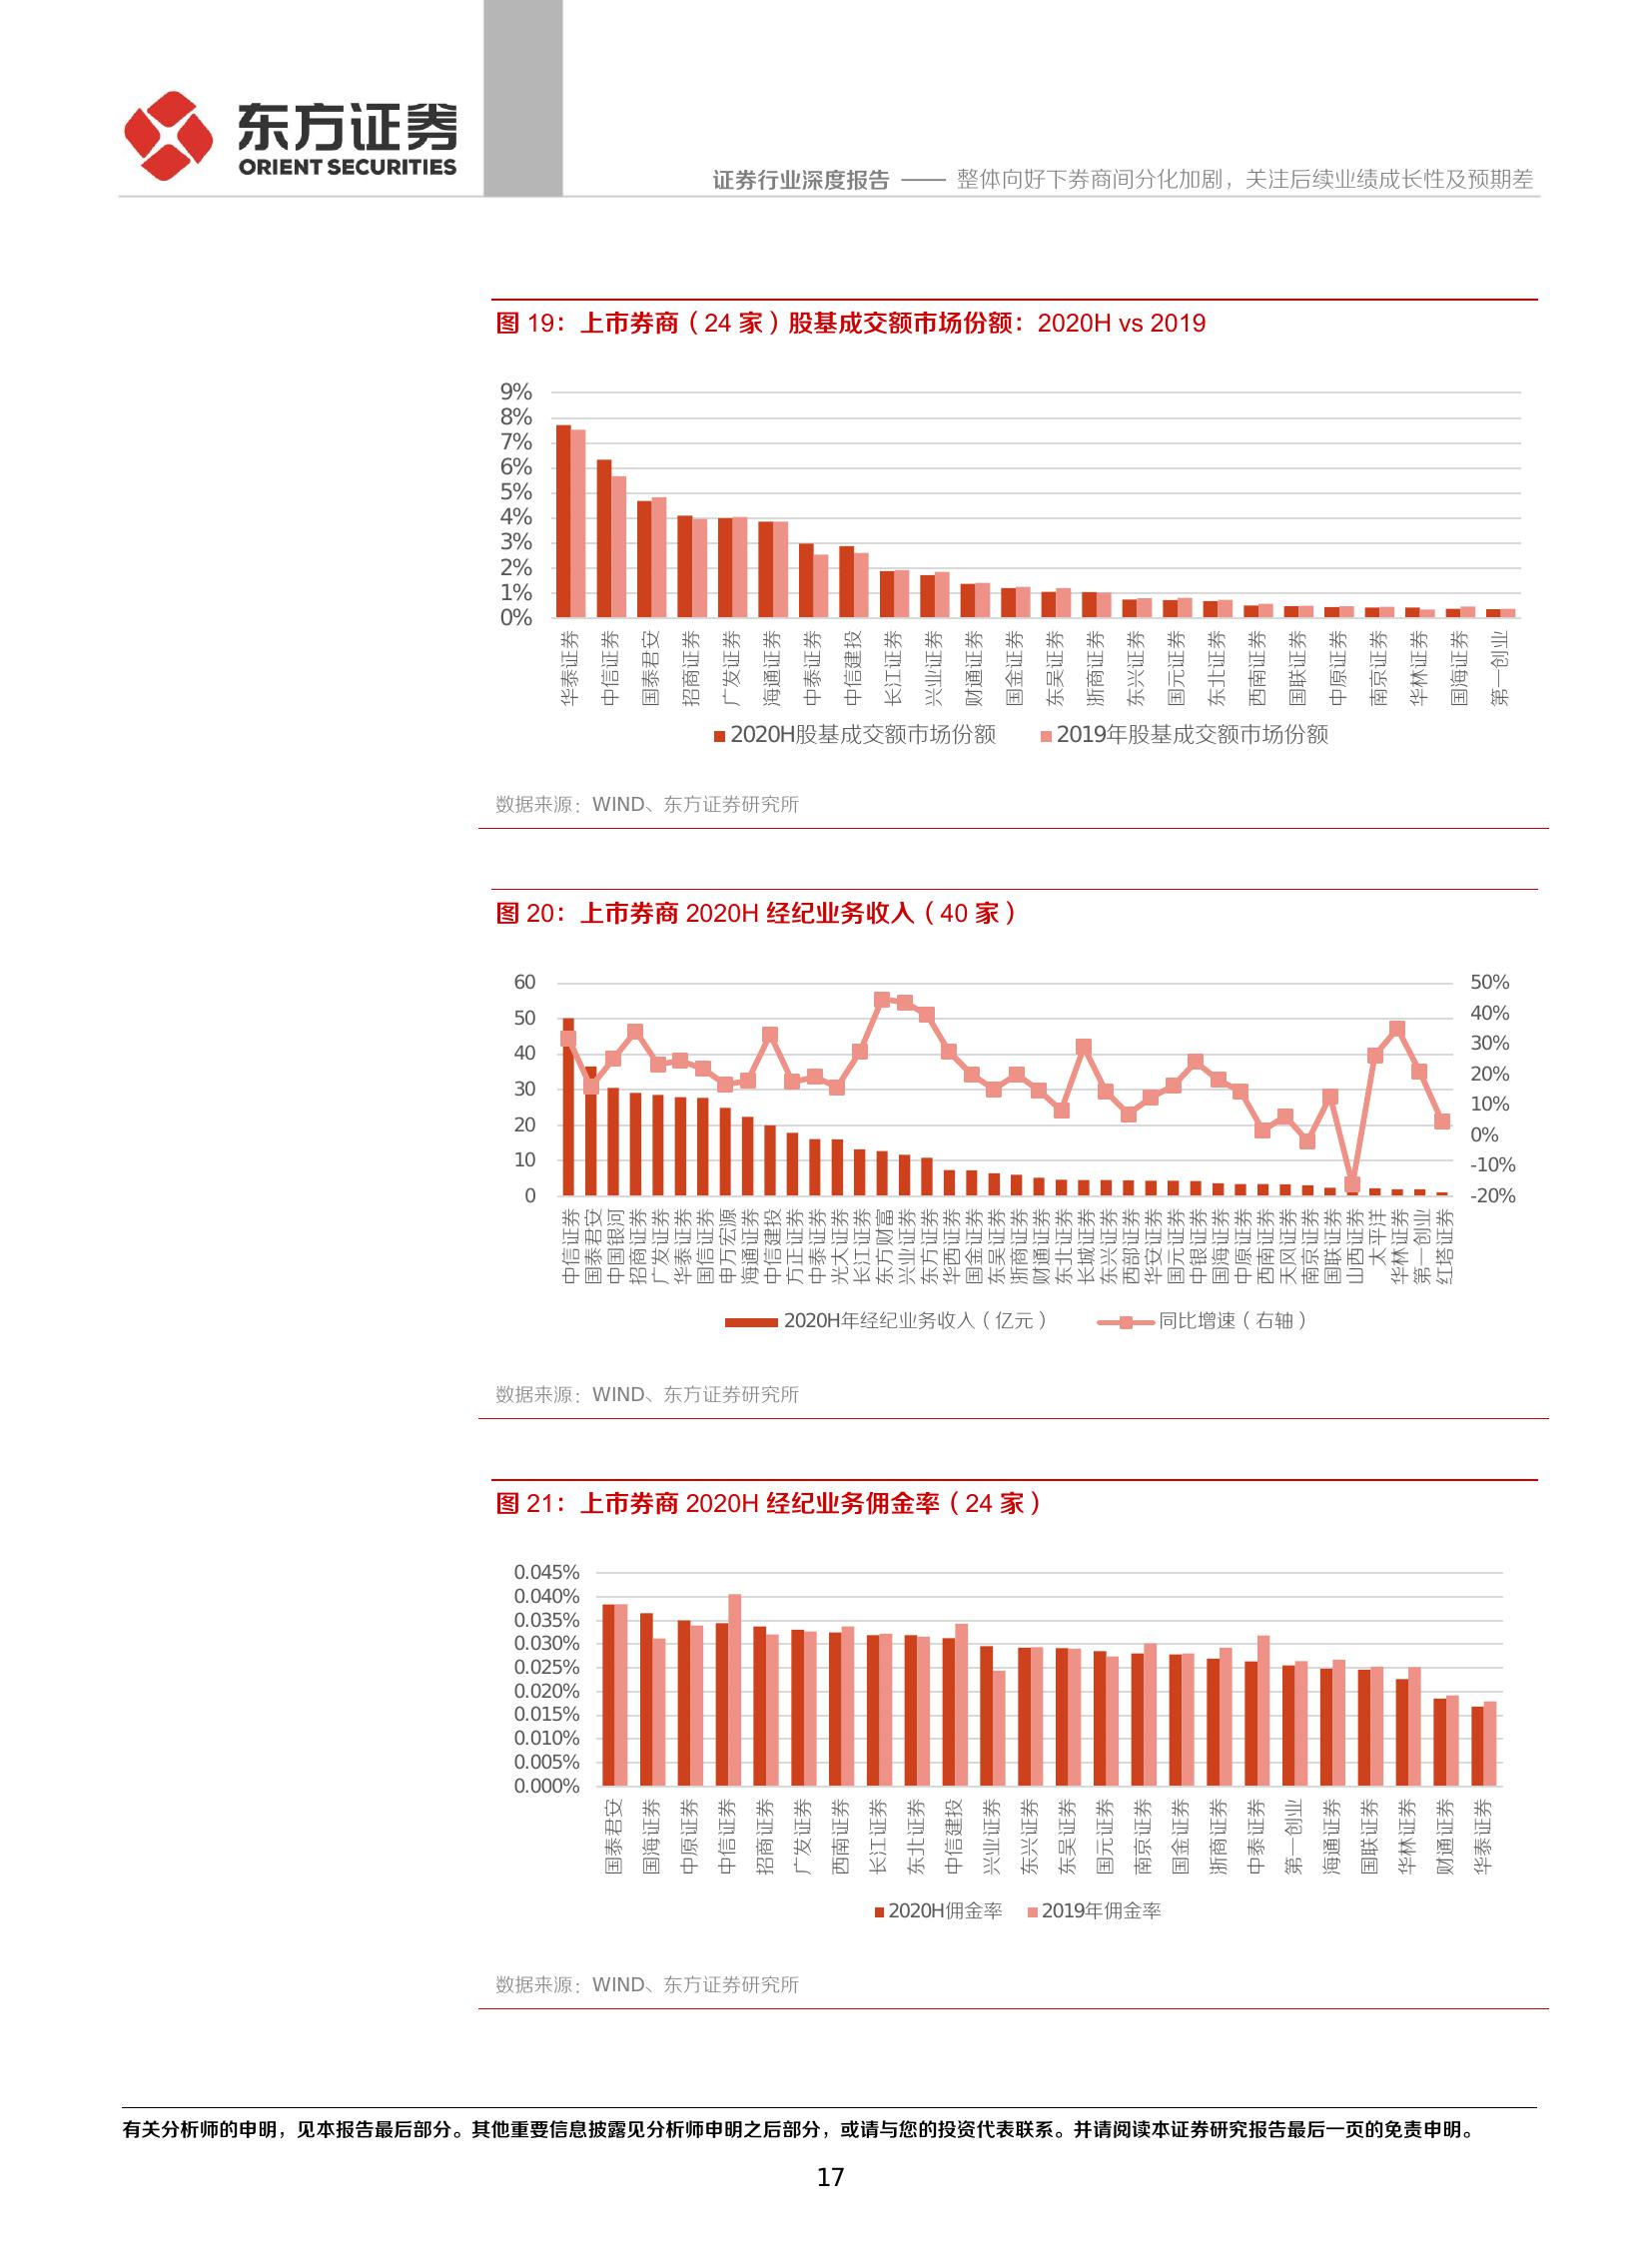 东方证券
ORIENT SECURITIES
证券行业深度报告 —— 整体向好下券商间分化加剧，关注后续业绩成长性及预期差
图 19：上市券商（24 家）股基成交额市场份额：2020H vs 2019
9%
8%
7%
6%
5%
4%
3%
2%
1%
0%
华泰证券 中信证券 国泰君安 招商证券 广发证券 海通证券 中泰证券 中信建投 长江证券 兴业证券 财通证券 国金证券 东吴证券 浙商证券 东兴证券 国元证券 东北证券 西南证券 国联证券 中原证券 南京证券 华林证券 国海证券 第一创业
2020H股基成交额市场份额 2019年股基成交额市场份额
数据来源：WIND、东方证券研究所
图 20：上市券商 2020H 经纪业务收入（40 家）
60 50%
50 40%
40 30%
30 20%
20 10%
10 0%
0 -10%
-20%
中信证券 国泰君安 中国银河 招商证券 广发证券 华泰证券 国信证券 申万宏源 海通证券 中信建投 方正证券 中泰证券 光大证券 长江证券 东方财富 兴业证券 东方证券 华西证券 国金证券 东吴证券 浙商证券 财通证券 东北证券 长城证券 东兴证券 西部证券 华安证券 国元证券 中银证券 国海证券 中原证券 西南证券 天风证券 南京证券 国联证券 山西证券 太平洋 华林证券 第一创业 红塔证券
2020H年经纪业务收入（亿元） 同比增速（右轴）
数据来源：WIND、东方证券研究所
图 21：上市券商 2020H 经纪业务佣金率（24 家）
0.045%
0.040%
0.035%
0.030%
0.025%
0.020%
0.015%
0.010%
0.005%
0.000%
国泰君安 国海证券 中原证券 中信证券 招商证券 广发证券 西南证券 长江证券 东北证券 中信建投 兴业证券 东兴证券 东吴证券 国元证券 南京证券 国金证券 浙商证券 中泰证券 第一创业 海通证券 国联证券 华林证券 财通证券 华泰证券
2020H佣金率 2019年佣金率
数据来源：WIND、东方证券研究所
有关分析师的申明，见本报告最后部分。其他重要信息披露见分析师申明之后部分，或请与您的投资代表联系。并请阅读本证券研究报告最后一页的免责申明。
17